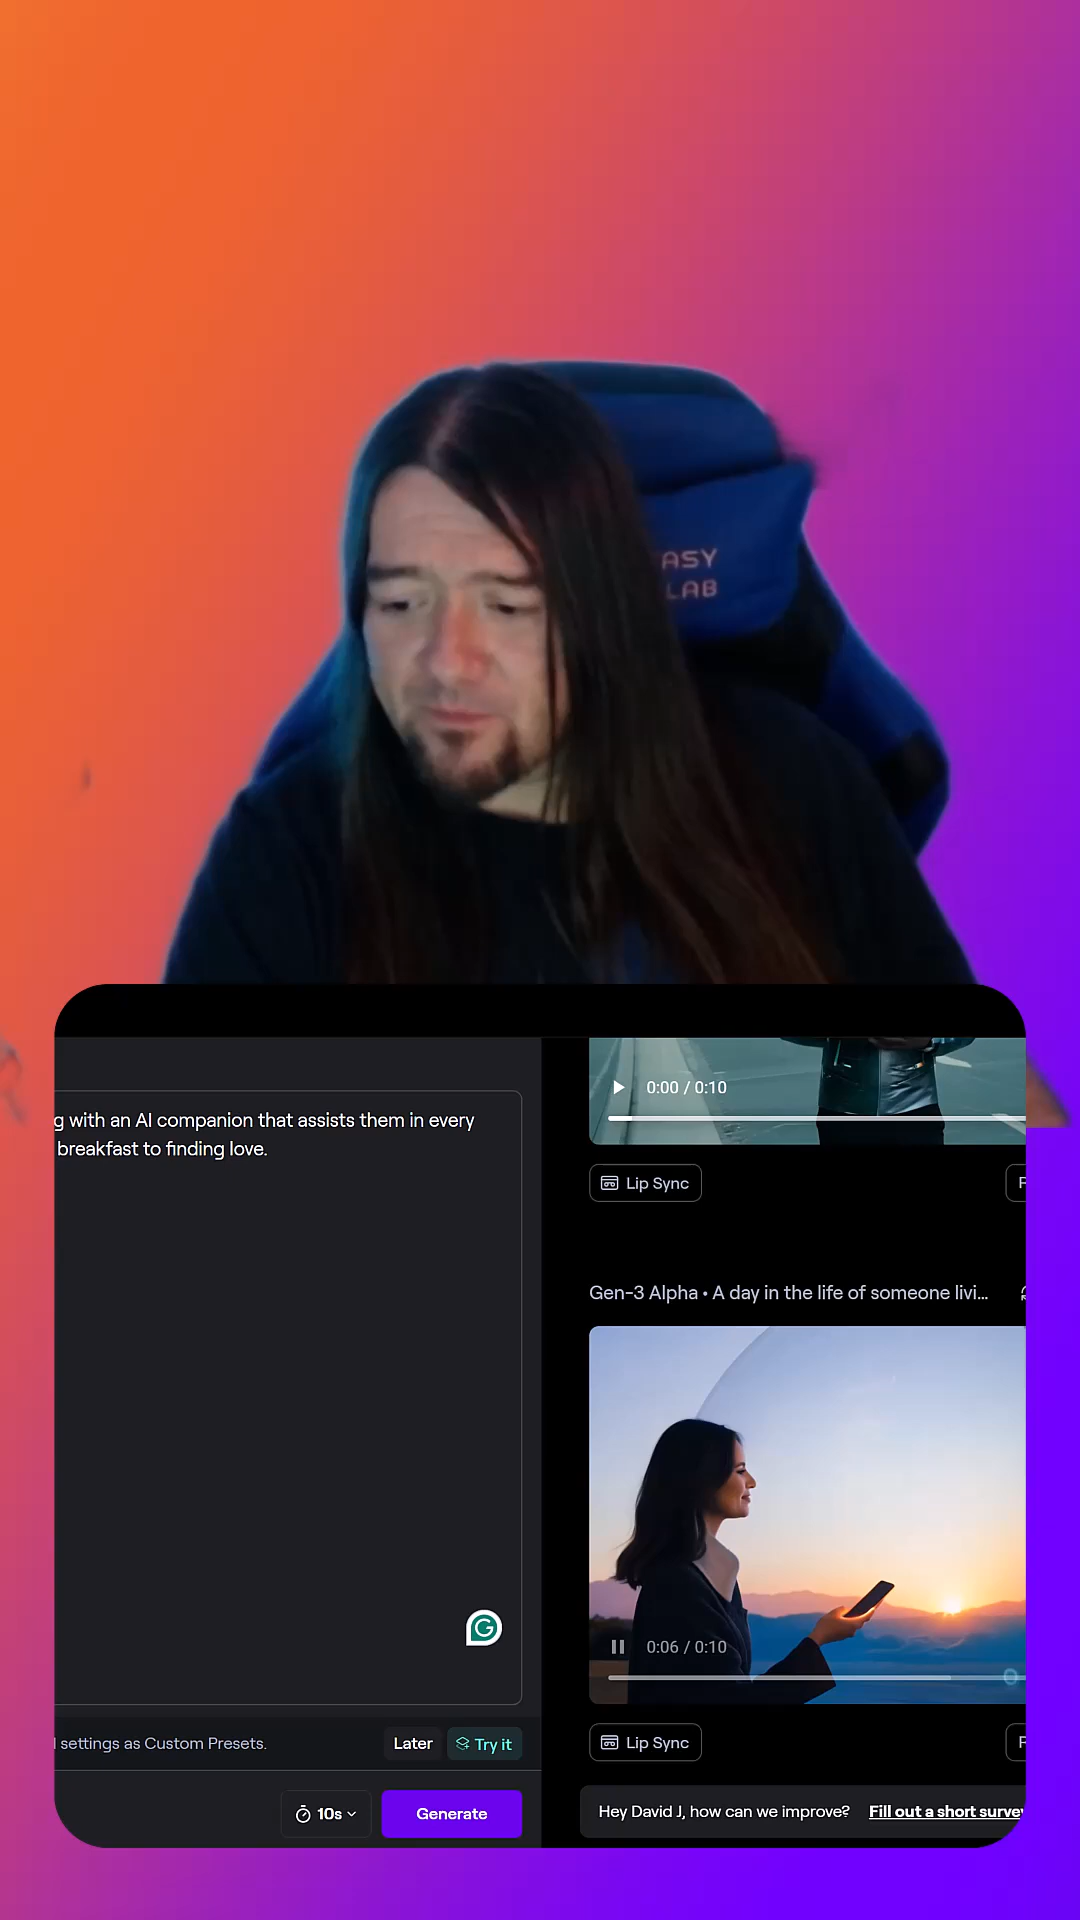 ASY
LAB
g with an AI companion that assists them in every
breakfast to finding love.
settings as Custom Presets.
Later
Try it
10s
Generate
0:00 / 0:10
Lip Sync
Gen-3 Alpha • A day in the life of someone livi...
0:06 / 0:10
Lip Sync
Hey David J, how can we improve? Fill out a short survey